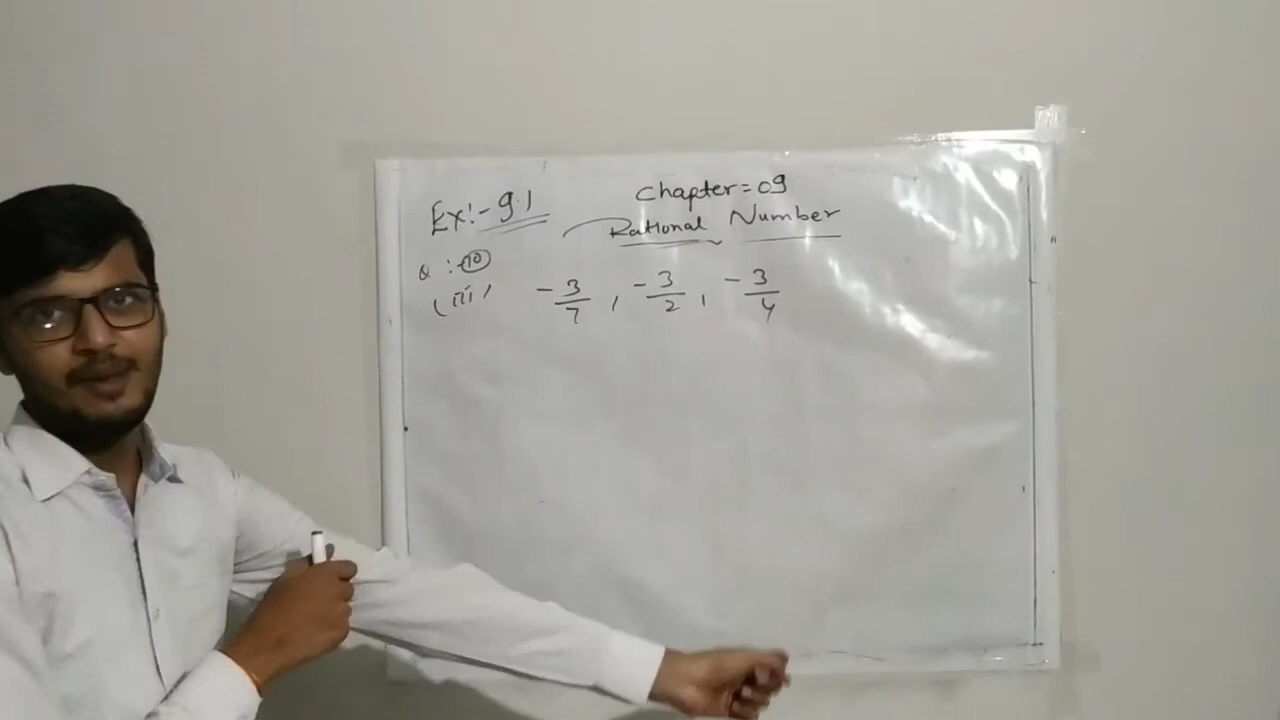 Ex:- 9.1
Chapter = 09
Rational Number
Q :- 10
(iii) -3/7, -3/2, -3/4